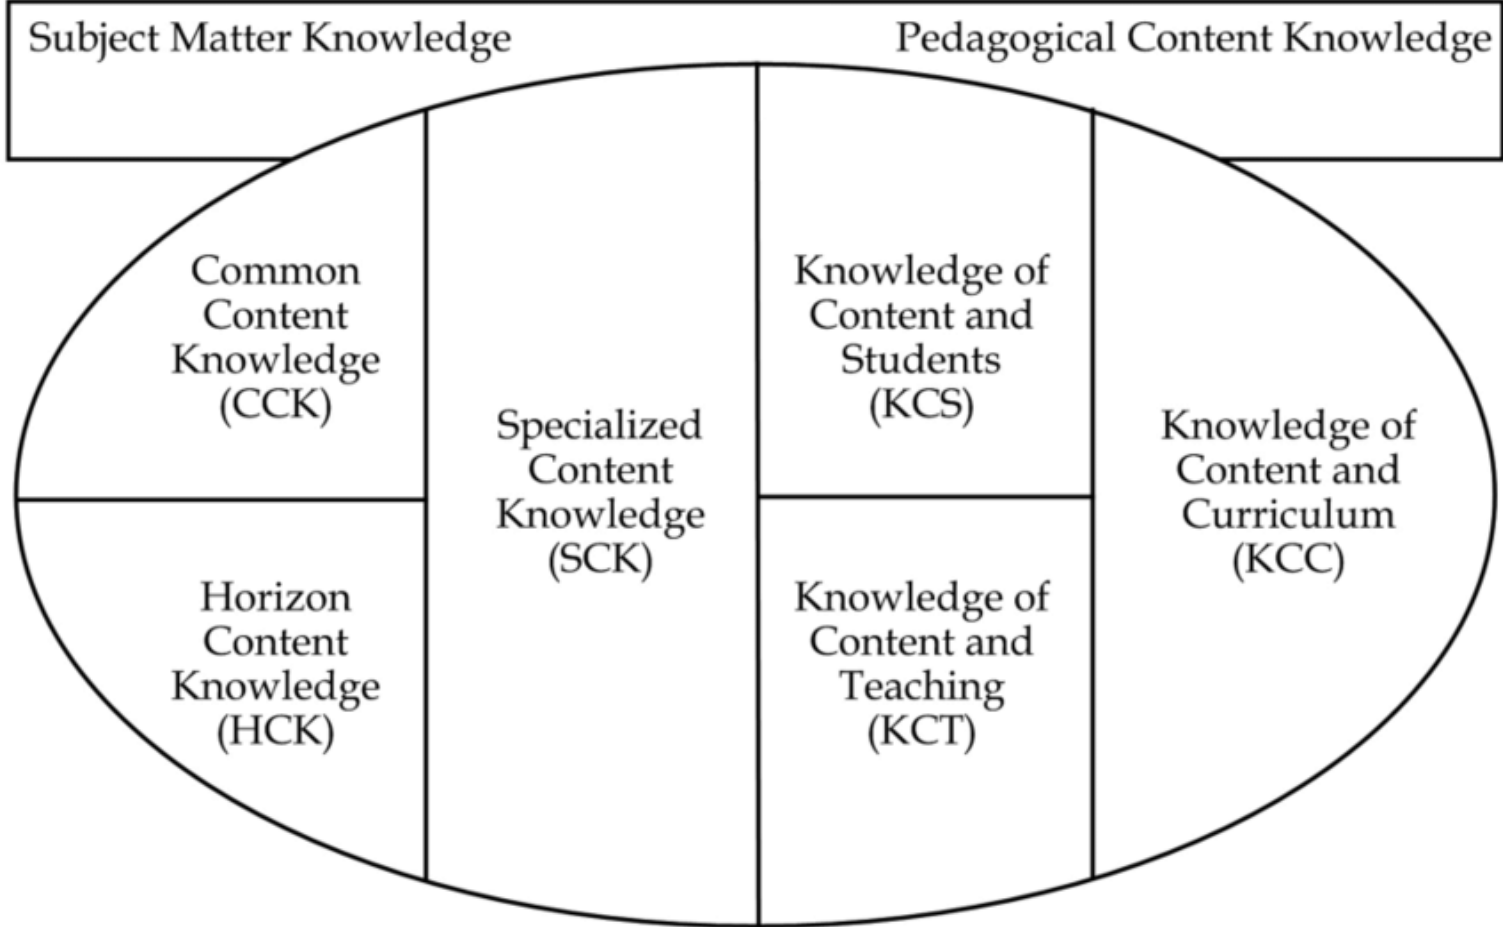 Subject Matter Knowledge
Pedagogical Content Knowledge
Common
Content
Knowledge
(CCK)
Horizon
Content
Knowledge
(HCK)
Specialized
Content
Knowledge
(SCK)
Knowledge of
Content and
Students
(KCS)
Knowledge of
Content and
Teaching
(KCT)
Knowledge of
Content and
Curriculum
(KCC)